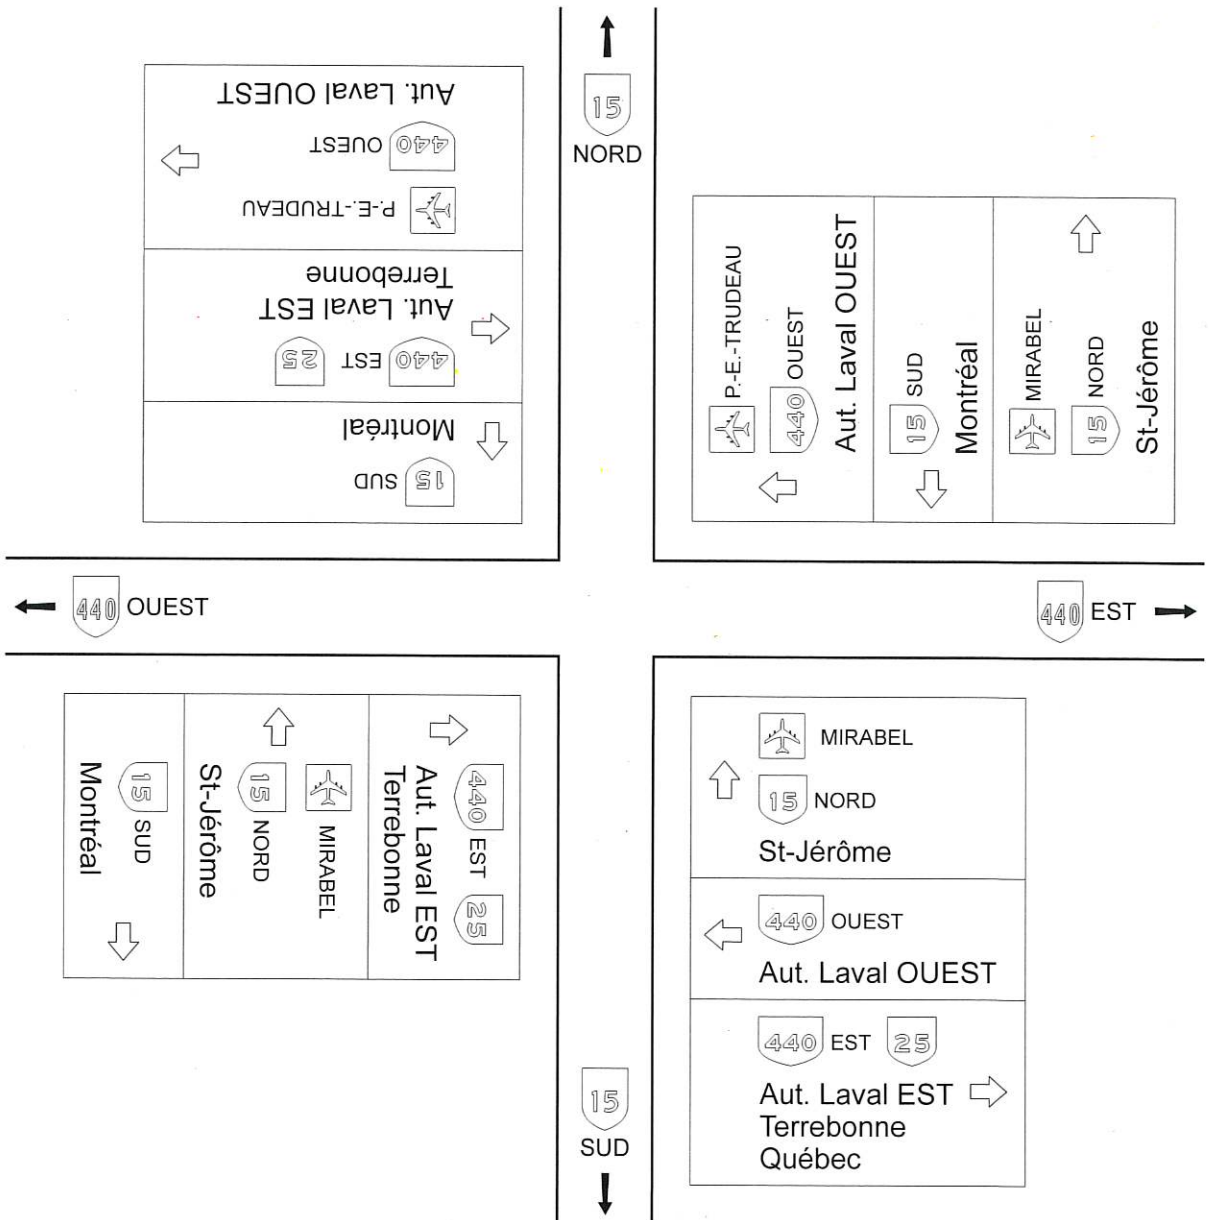 15
NORD
15 SUD
Montréal
440 EST 25
Aut. Laval EST
Terrebonne
P.-E.-TRUDEAU
440 OUEST
Aut. Laval OUEST
P.-E.-TRUDEAU
440 OUEST
Aut. Laval OUEST
15 SUD
Montréal
MIRABEL
15 NORD
St-Jérôme
440 OUEST
440 EST
440 EST 25
Aut. Laval EST
Terrebonne
MIRABEL
15 NORD
St-Jérôme
15 SUD
Montréal
MIRABEL
15 NORD
St-Jérôme
440 OUEST
Aut. Laval OUEST
440 EST 25
Aut. Laval EST
Terrebonne
Québec
15
SUD